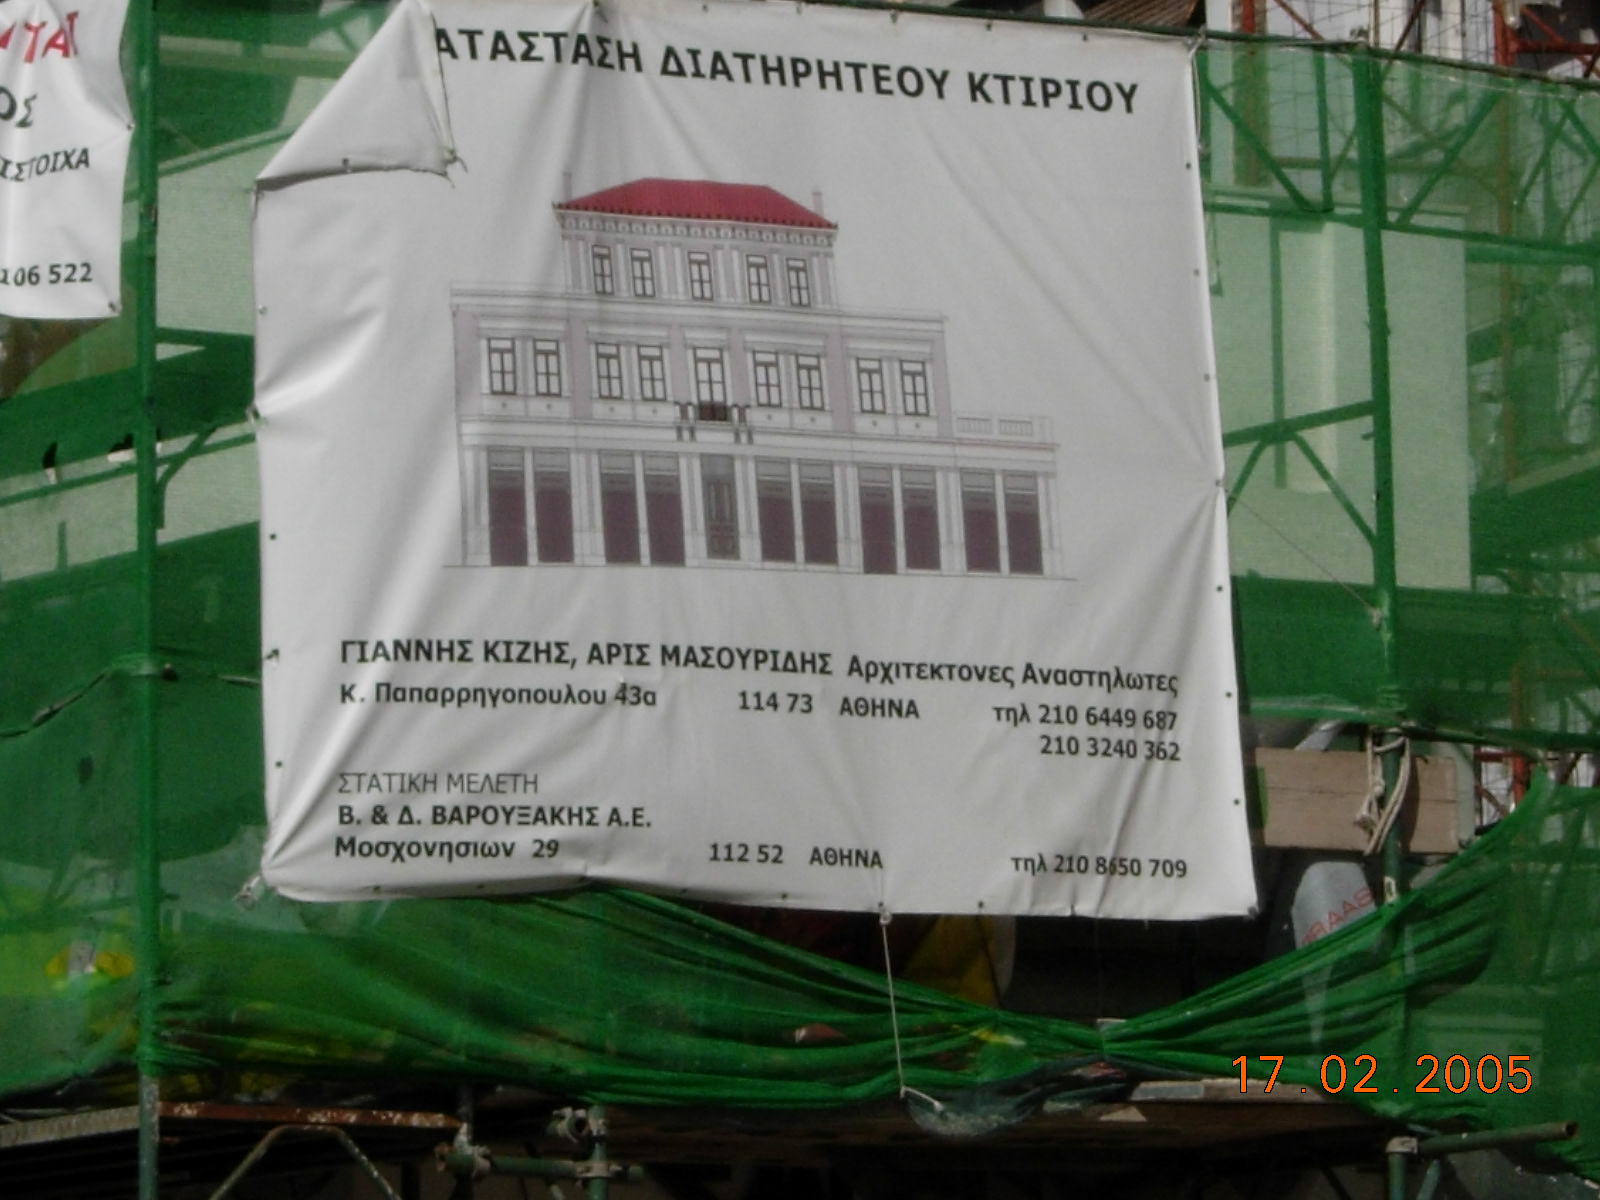 ΑΤΑΣΤΑΣΗ ΔΙΑΤΗΡΗΤΕΟΥ ΚΤΙΡΙΟΥ
ΟΣ
ΙΣΤΟΙΧΑ
106 522
ΓΙΑΝΝΗΣ ΚΙΖΗΣ, ΑΡΙΣ ΜΑΣΟΥΡΙΔΗΣ Αρχιτεκτονες Αναστηλωτες
Κ. Παπαρρηγοπουλου 43α 114 73 ΑΘΗΝΑ τηλ 210 6449 687
210 3240 362
ΣΤΑΤΙΚΗ ΜΕΛΕΤΗ
Β. & Δ. ΒΑΡΟΥΞΑΚΗΣ Α.Ε.
Μοσχονησιων 29 112 52 ΑΘΗΝΑ τηλ 210 8650 709
17.02.2005